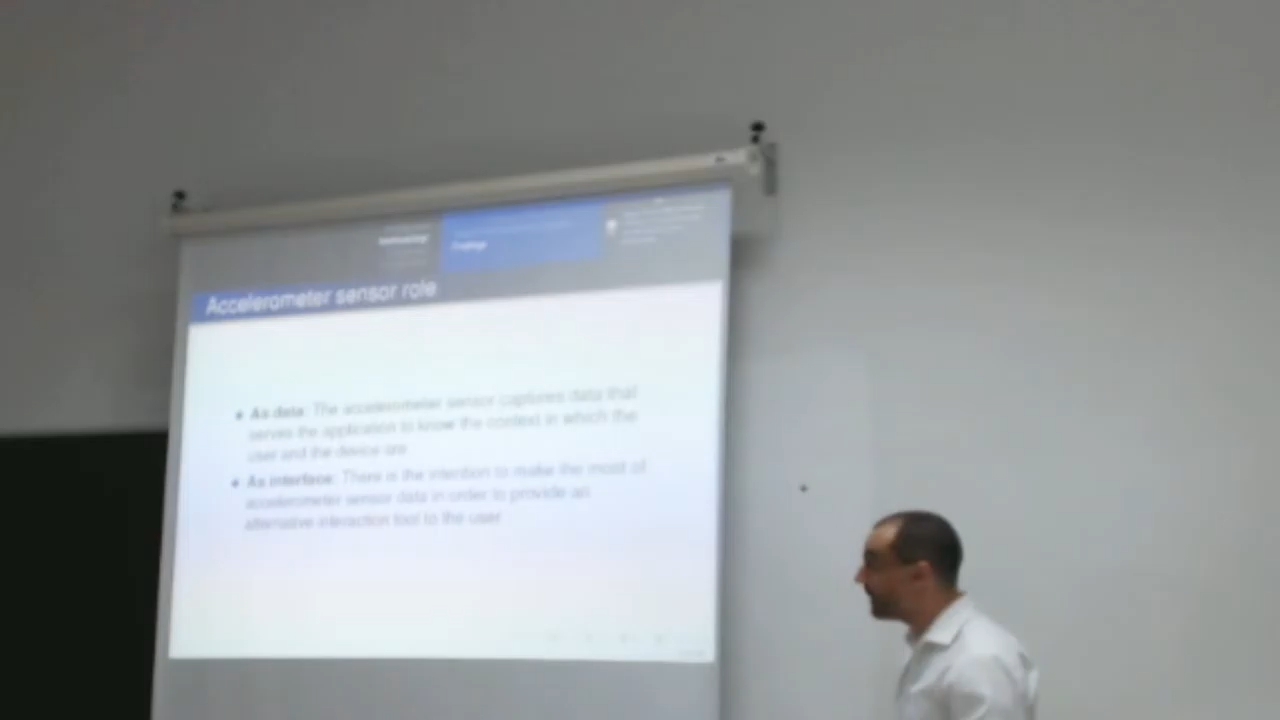 Findings
Accelerometer sensor role
As data: The accelerometer sensor captures data that
serves the application to know the context in which the
user and the device are
As interface: There is the intention to make the most of
accelerometer sensor data in order to provide an
alternative interaction tool to the user